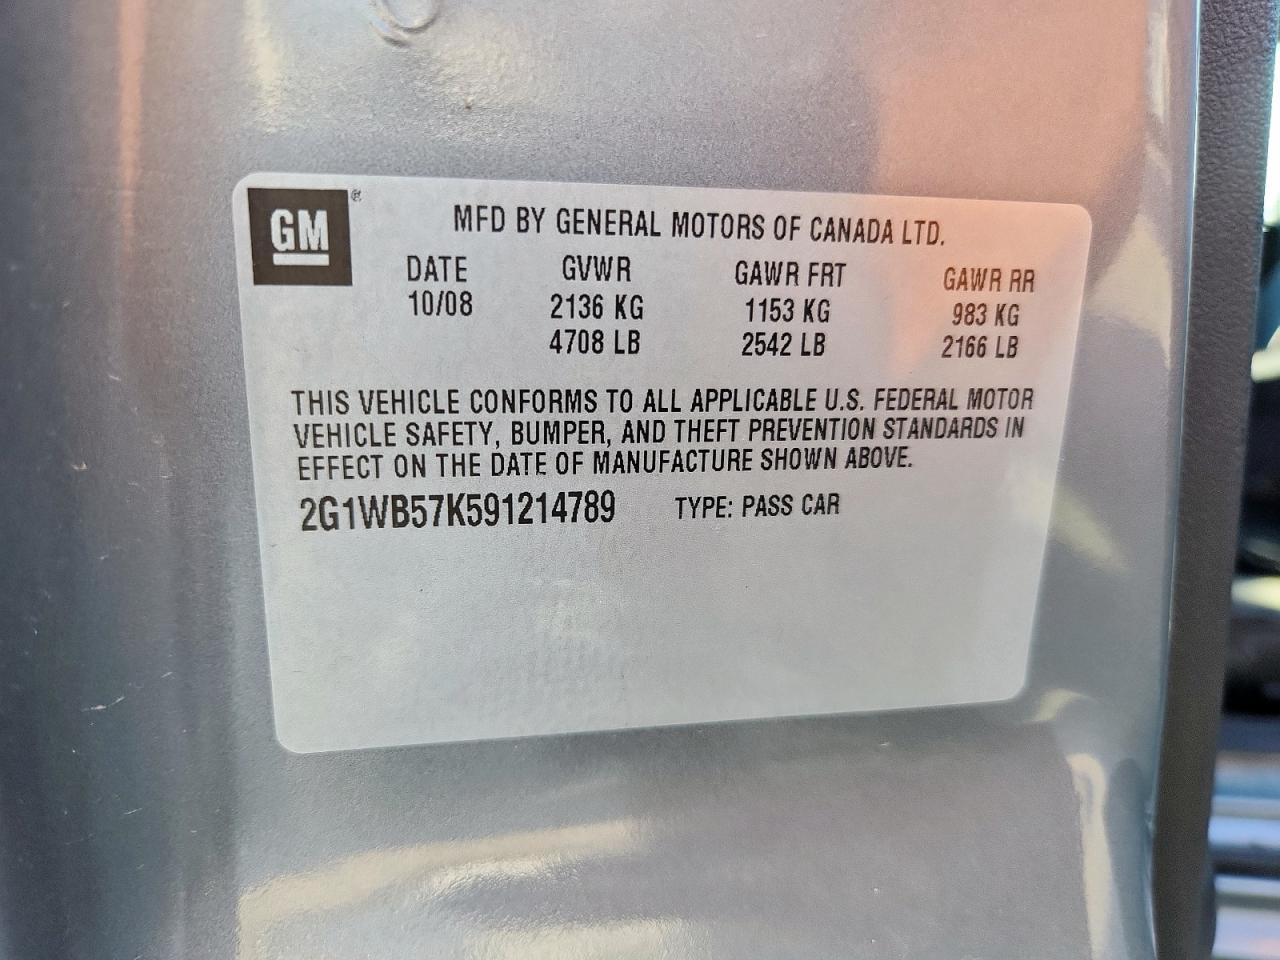 GM ®
MFD BY GENERAL MOTORS OF CANADA LTD.
DATE GVWR GAWR FRT GAWR RR
10/08 2136 KG 1153 KG 983 KG
4708 LB 2542 LB 2166 LB
THIS VEHICLE CONFORMS TO ALL APPLICABLE U.S. FEDERAL MOTOR
VEHICLE SAFETY, BUMPER, AND THEFT PREVENTION STANDARDS IN
EFFECT ON THE DATE OF MANUFACTURE SHOWN ABOVE.
2G1WB57K591214789 TYPE: PASS CAR